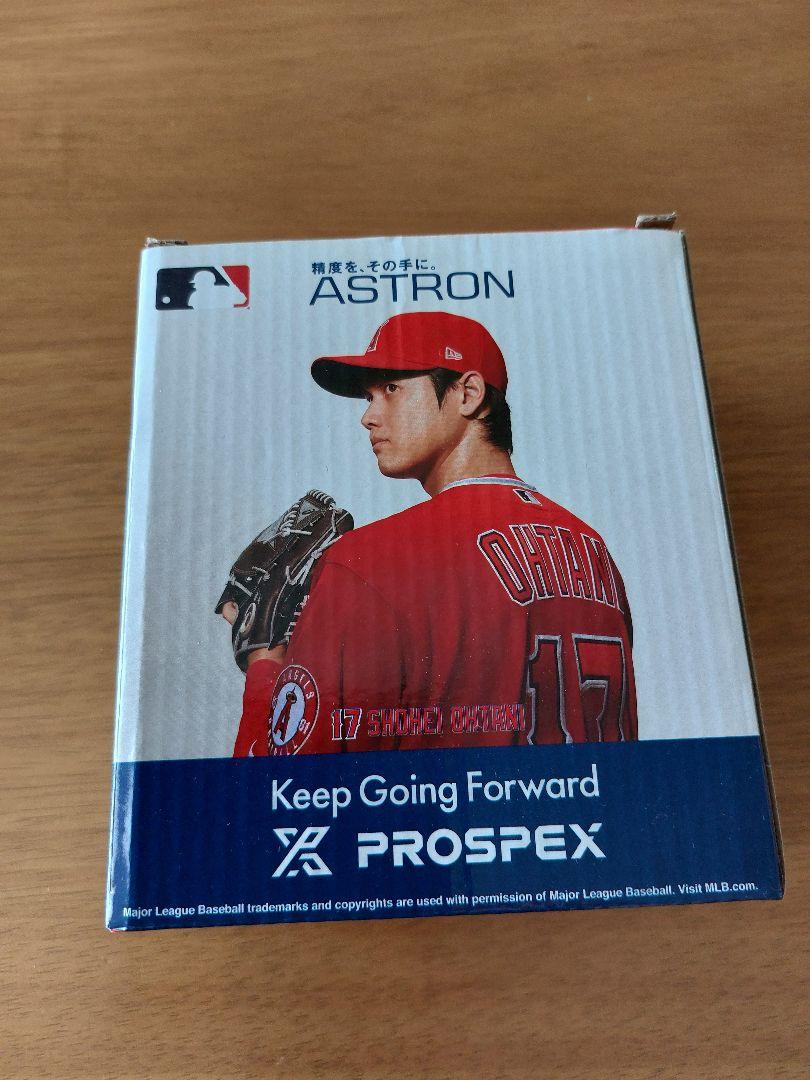 精度を、その手に。
ASTRON
OHTANI
17
ANGELS
A
17 SHOHEI OHTANI
Keep Going Forward
PROSPEX
Major League Baseball trademarks and copyrights are used with permission of Major League Baseball. Visit MLB.com.